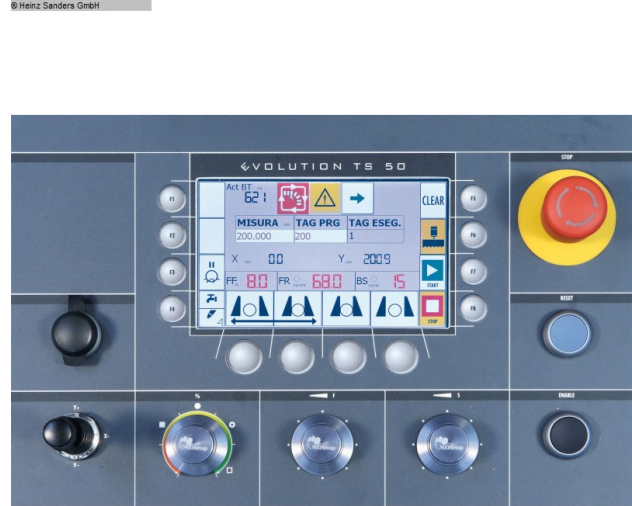 © Heinz Sanders GmbH
EVOLUTION TS 50
STOP
Act BT
621
CLEAR
F1
F5
MISURA TAG PRG TAG ESEG.
200.000 200 1
F2
F6
X 0.0 Y 200.9
F3
F7
START
FF. 8.0 FR 68.0 BS 15
F4
F8
STOP
RESET
% F S
ENABLE
Y+
X-
Y-